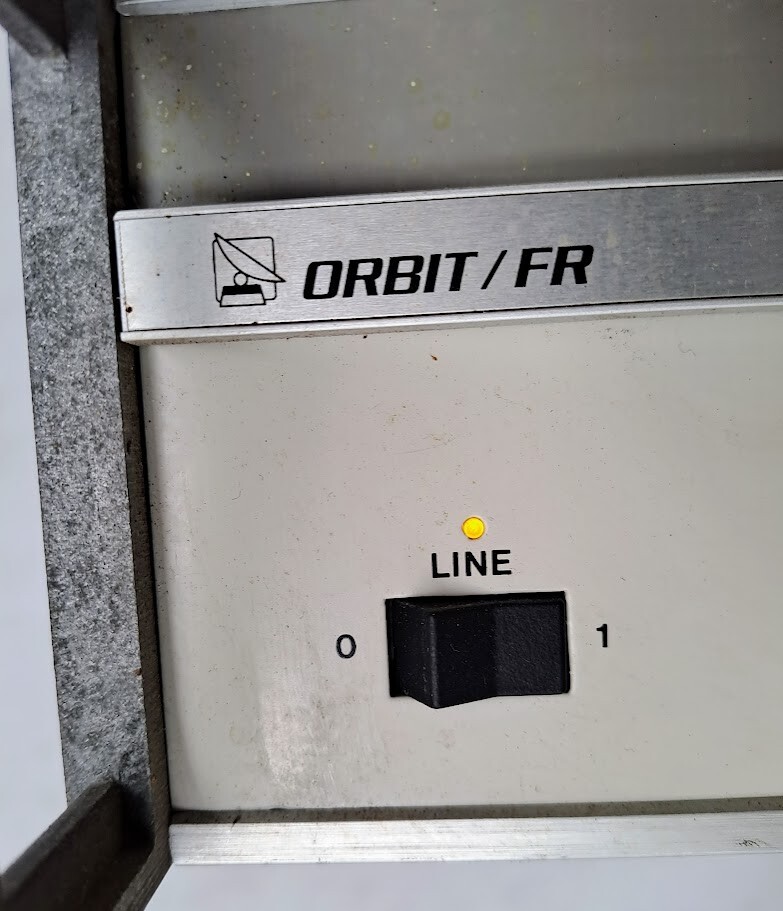 ORBIT/FR
LINE
0 1